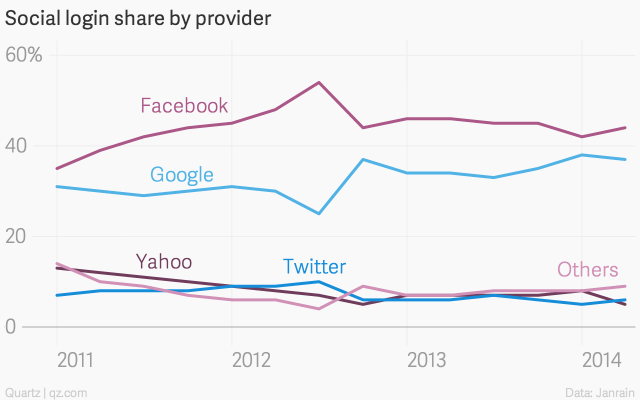 Social login share by provider
60%
Facebook
40
Google
20
Yahoo
Twitter
Others
0
2011 2012 2013 2014
Quartz | qz.com Data: Janrain